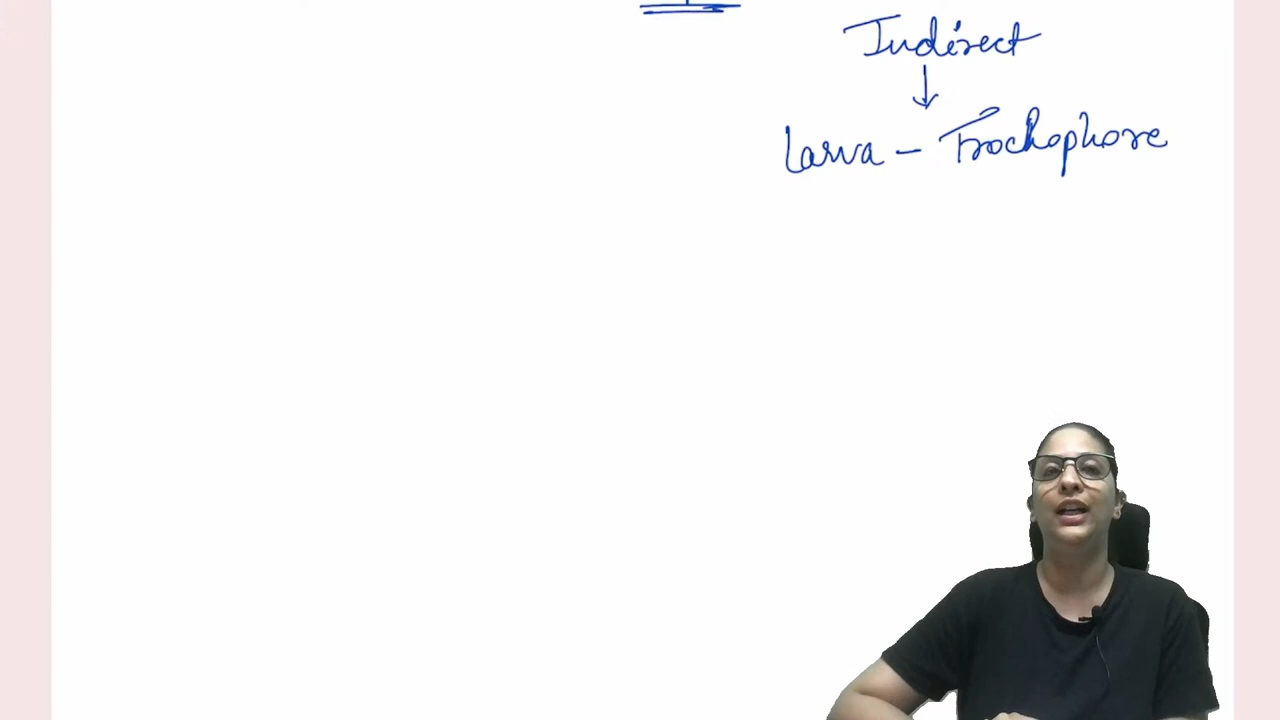 Indirect
↓
Larva - Trochophore